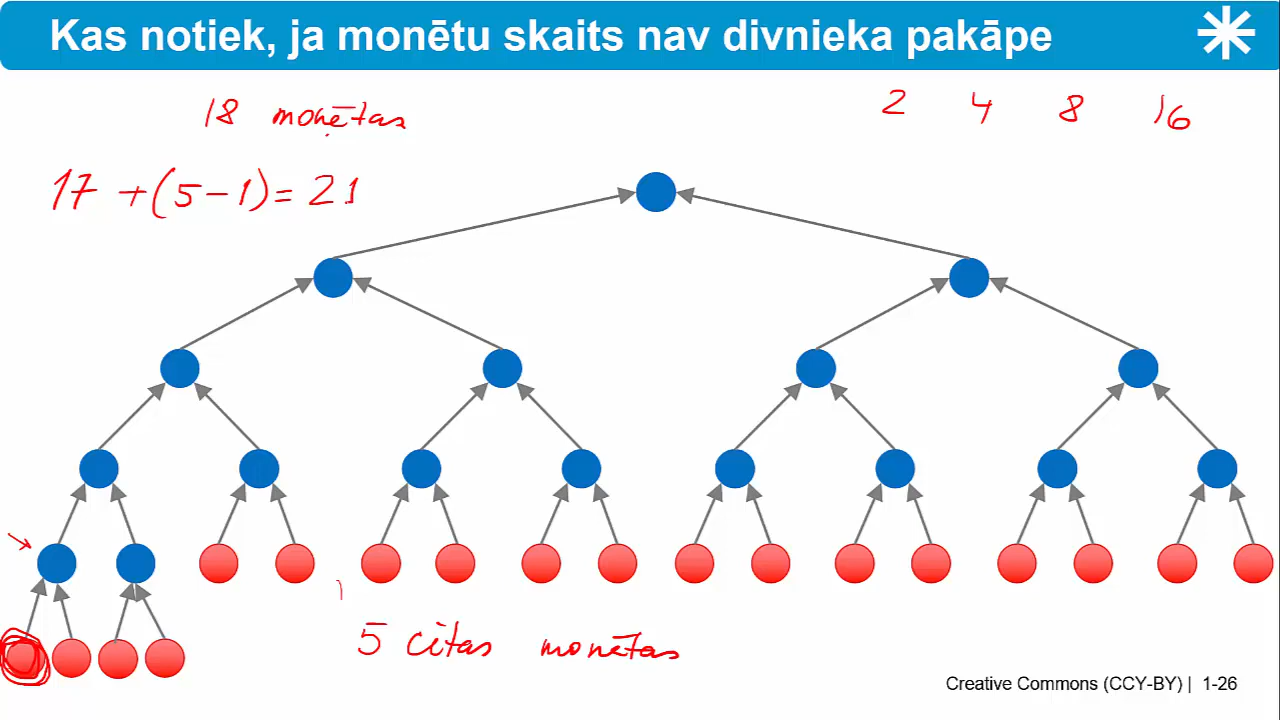 Kas notiek, ja monētu skaits nav divnieka pakāpe
18 monētas
2 4 8 16
17 + (5-1) = 21
5 citas monētas
Creative Commons (CCY-BY) | 1-26